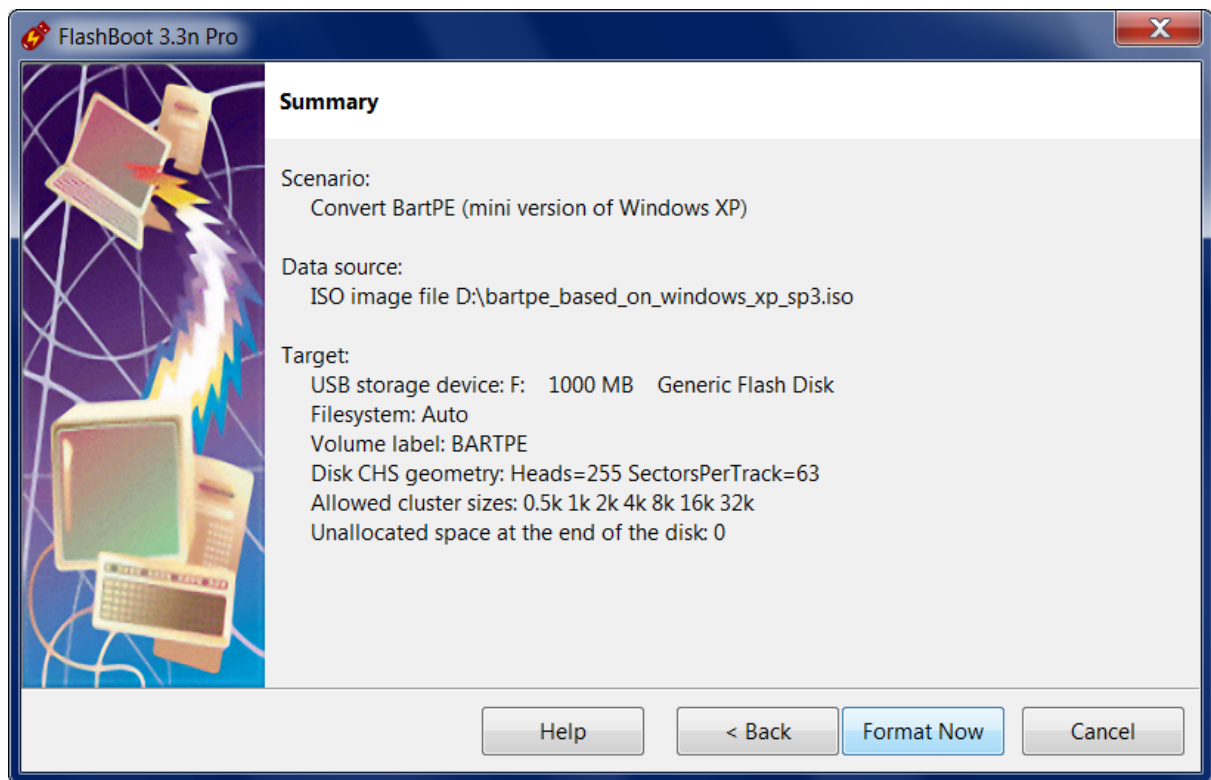 FlashBoot 3.3n Pro
X
Summary
Scenario:
Convert BartPE (mini version of Windows XP)
Data source:
ISO image file D:\bartpe_based_on_windows_xp_sp3.iso
Target:
USB storage device: F: 1000 MB Generic Flash Disk
Filesystem: Auto
Volume label: BARTPE
Disk CHS geometry: Heads=255 SectorsPerTrack=63
Allowed cluster sizes: 0.5k 1k 2k 4k 8k 16k 32k
Unallocated space at the end of the disk: 0
Help < Back Format Now Cancel